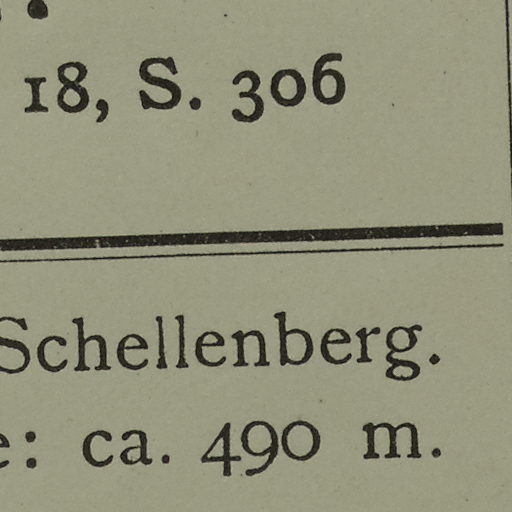 18, S. 306
Schellenberg.
ca. 490 m.